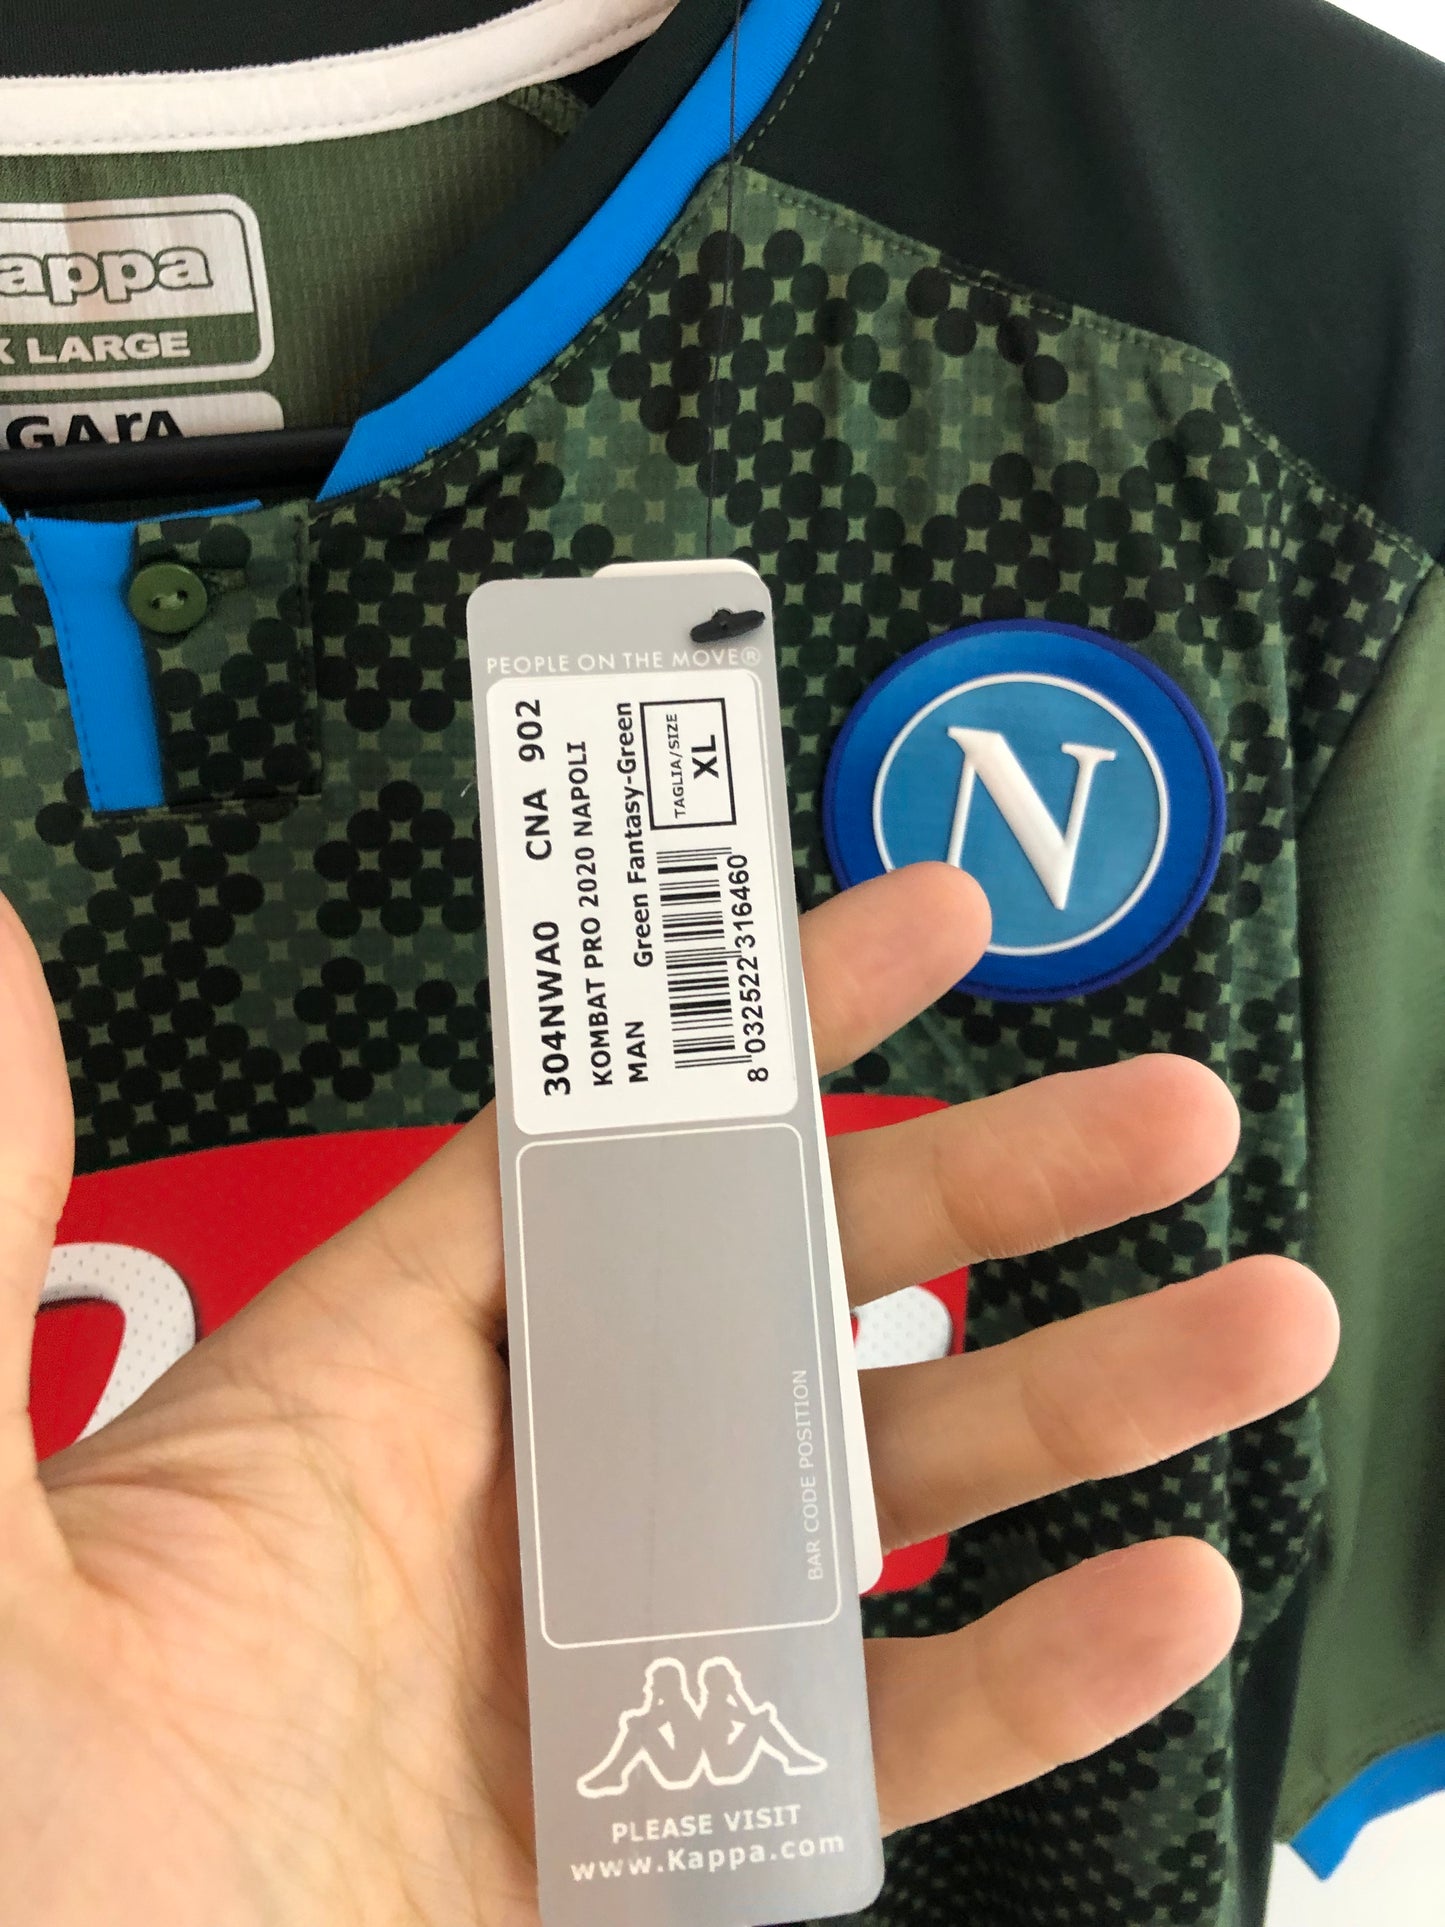 appa
X LARGE
GArA
PEOPLE ON THE MOVE®
304NWA0 CNA 902
KOMBAT PRO 2020 NAPOLI
MAN Green Fantasy-Green
TAGLIA/SIZE
XL
8 032522 316460
N
BAR CODE POSITION
PLEASE VISIT
www.Kappa.com